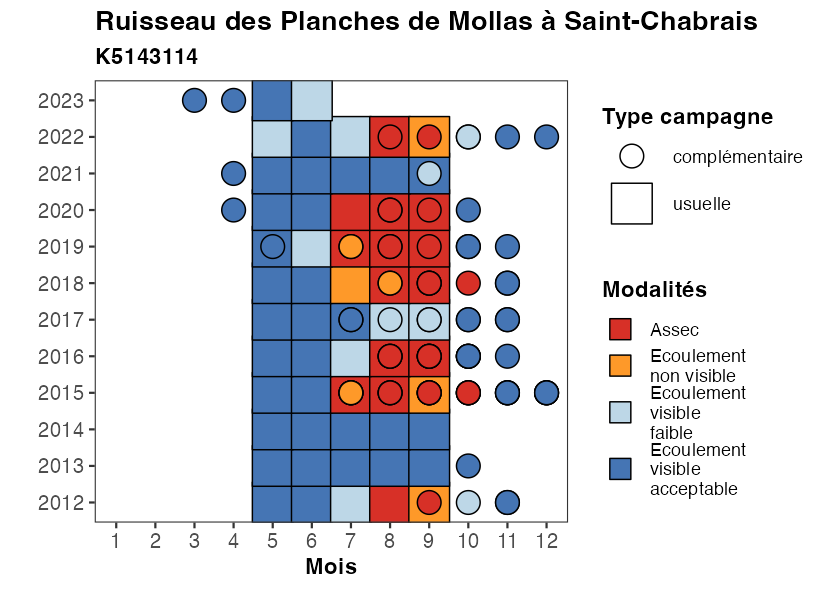 Ruisseau des Planches de Mollas à Saint-Chabrais
K5143114
2023
2022
2021
2020
2019
2018
2017
2016
2015
2014
2013
2012
1 2 3 4 5 6 7 8 9 10 11 12
Mois
Type campagne
complémentaire
usuelle
Modalités
Assec
Ecoulement
non visible
Ecoulement
visible
faible
Ecoulement
visible
acceptable